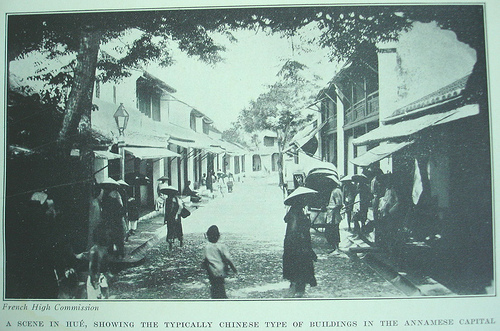 French High Commission
A SCENE IN HUÉ, SHOWING THE TYPICALLY CHINESE TYPE OF BUILDINGS IN THE ANNAMESE CAPITAL